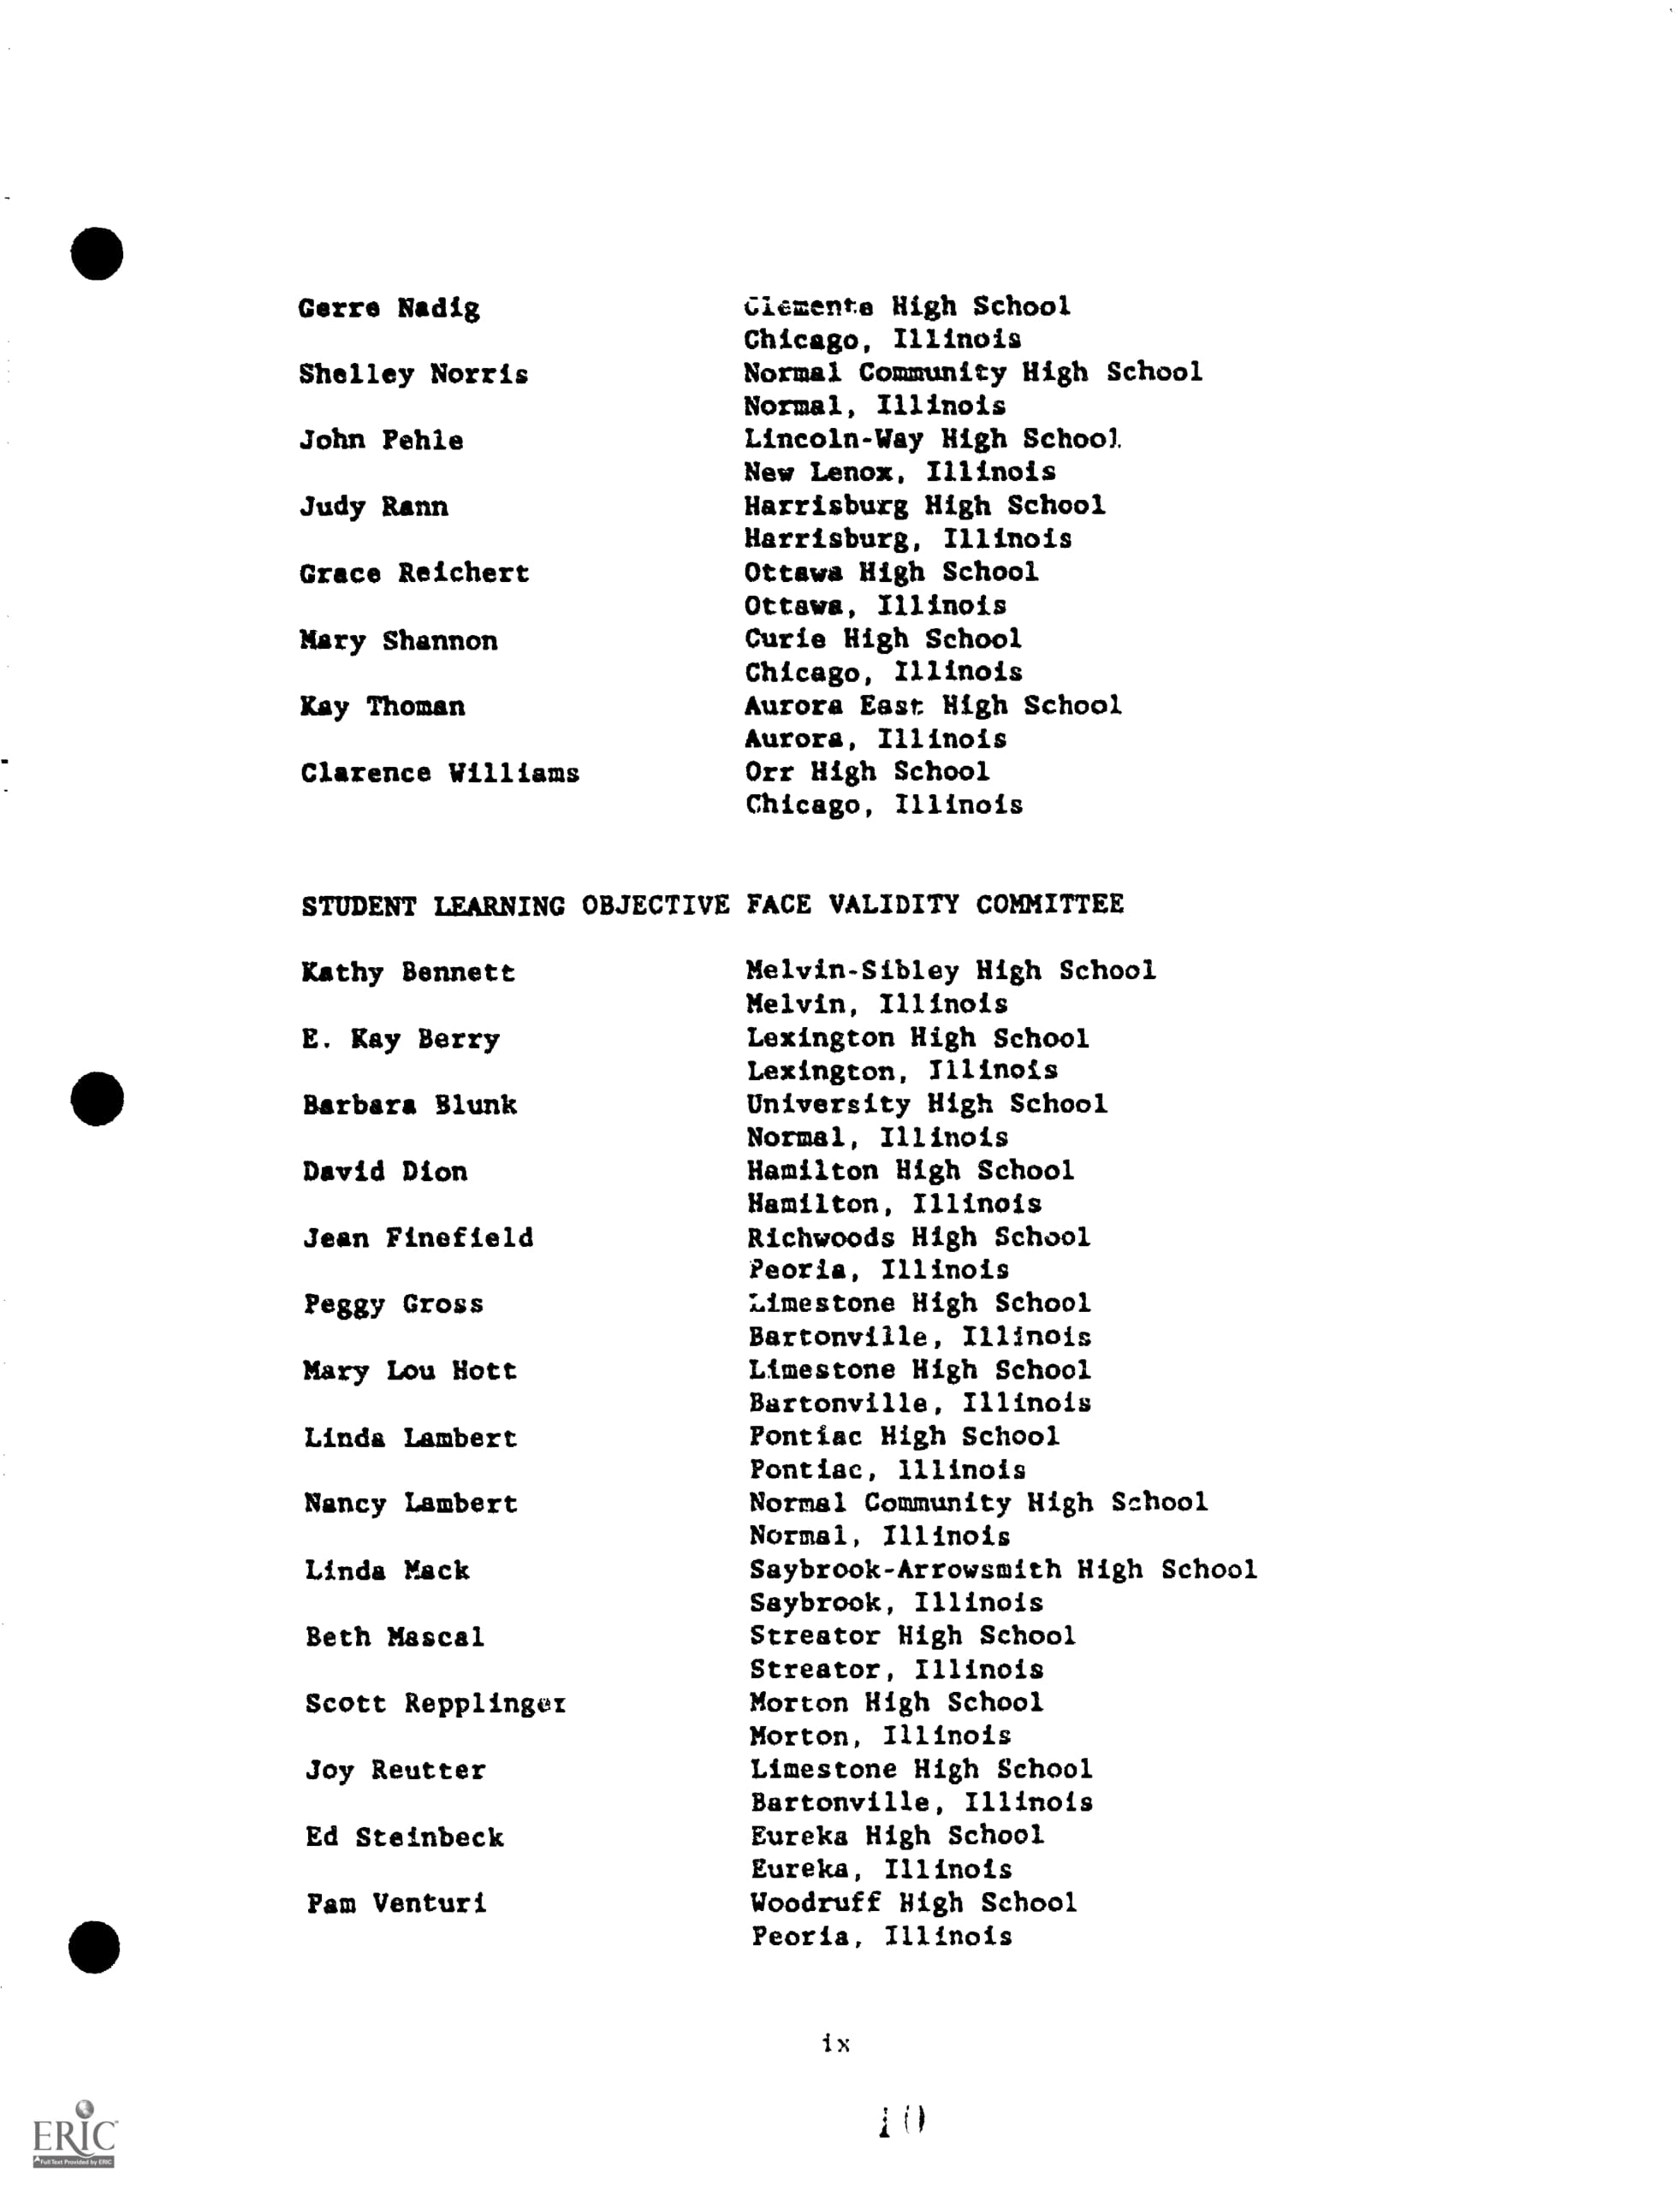 Gerre Nadig Clemente High School
Chicago, Illinois
Shelley Norris Normal Community High School
Normal, Illinois
John Pehle Lincoln-Way High School
New Lenox, Illinois
Judy Rann Harrisburg High School
Harrisburg, Illinois
Grace Reichert Ottawa High School
Ottawa, Illinois
Mary Shannon Curie High School
Chicago, Illinois
Kay Thoman Aurora East High School
Aurora, Illinois
Clarence Williams Orr High School
Chicago, Illinois
STUDENT LEARNING OBJECTIVE FACE VALIDITY COMMITTEE
Kathy Bennett Melvin-Sibley High School
Melvin, Illinois
E. Kay Berry Lexington High School
Lexington, Illinois
Barbara Blunk University High School
Normal, Illinois
David Dion Hamilton High School
Hamilton, Illinois
Jean Finefield Richwoods High School
Peoria, Illinois
Peggy Gross Limestone High School
Bartonville, Illinois
Mary Lou Hott Limestone High School
Bartonville, Illinois
Linda Lambert Pontiac High School
Pontiac, Illinois
Nancy Lambert Normal Community High School
Normal, Illinois
Linda Mack Saybrook-Arrowsmith High School
Saybrook, Illinois
Beth Mascal Streator High School
Streator, Illinois
Scott Repplinger Morton High School
Morton, Illinois
Joy Reutter Limestone High School
Bartonville, Illinois
Ed Steinbeck Eureka High School
Eureka, Illinois
Pam Venturi Woodruff High School
Peoria, Illinois
ix
10
ERIC
Full Text Provided by ERIC